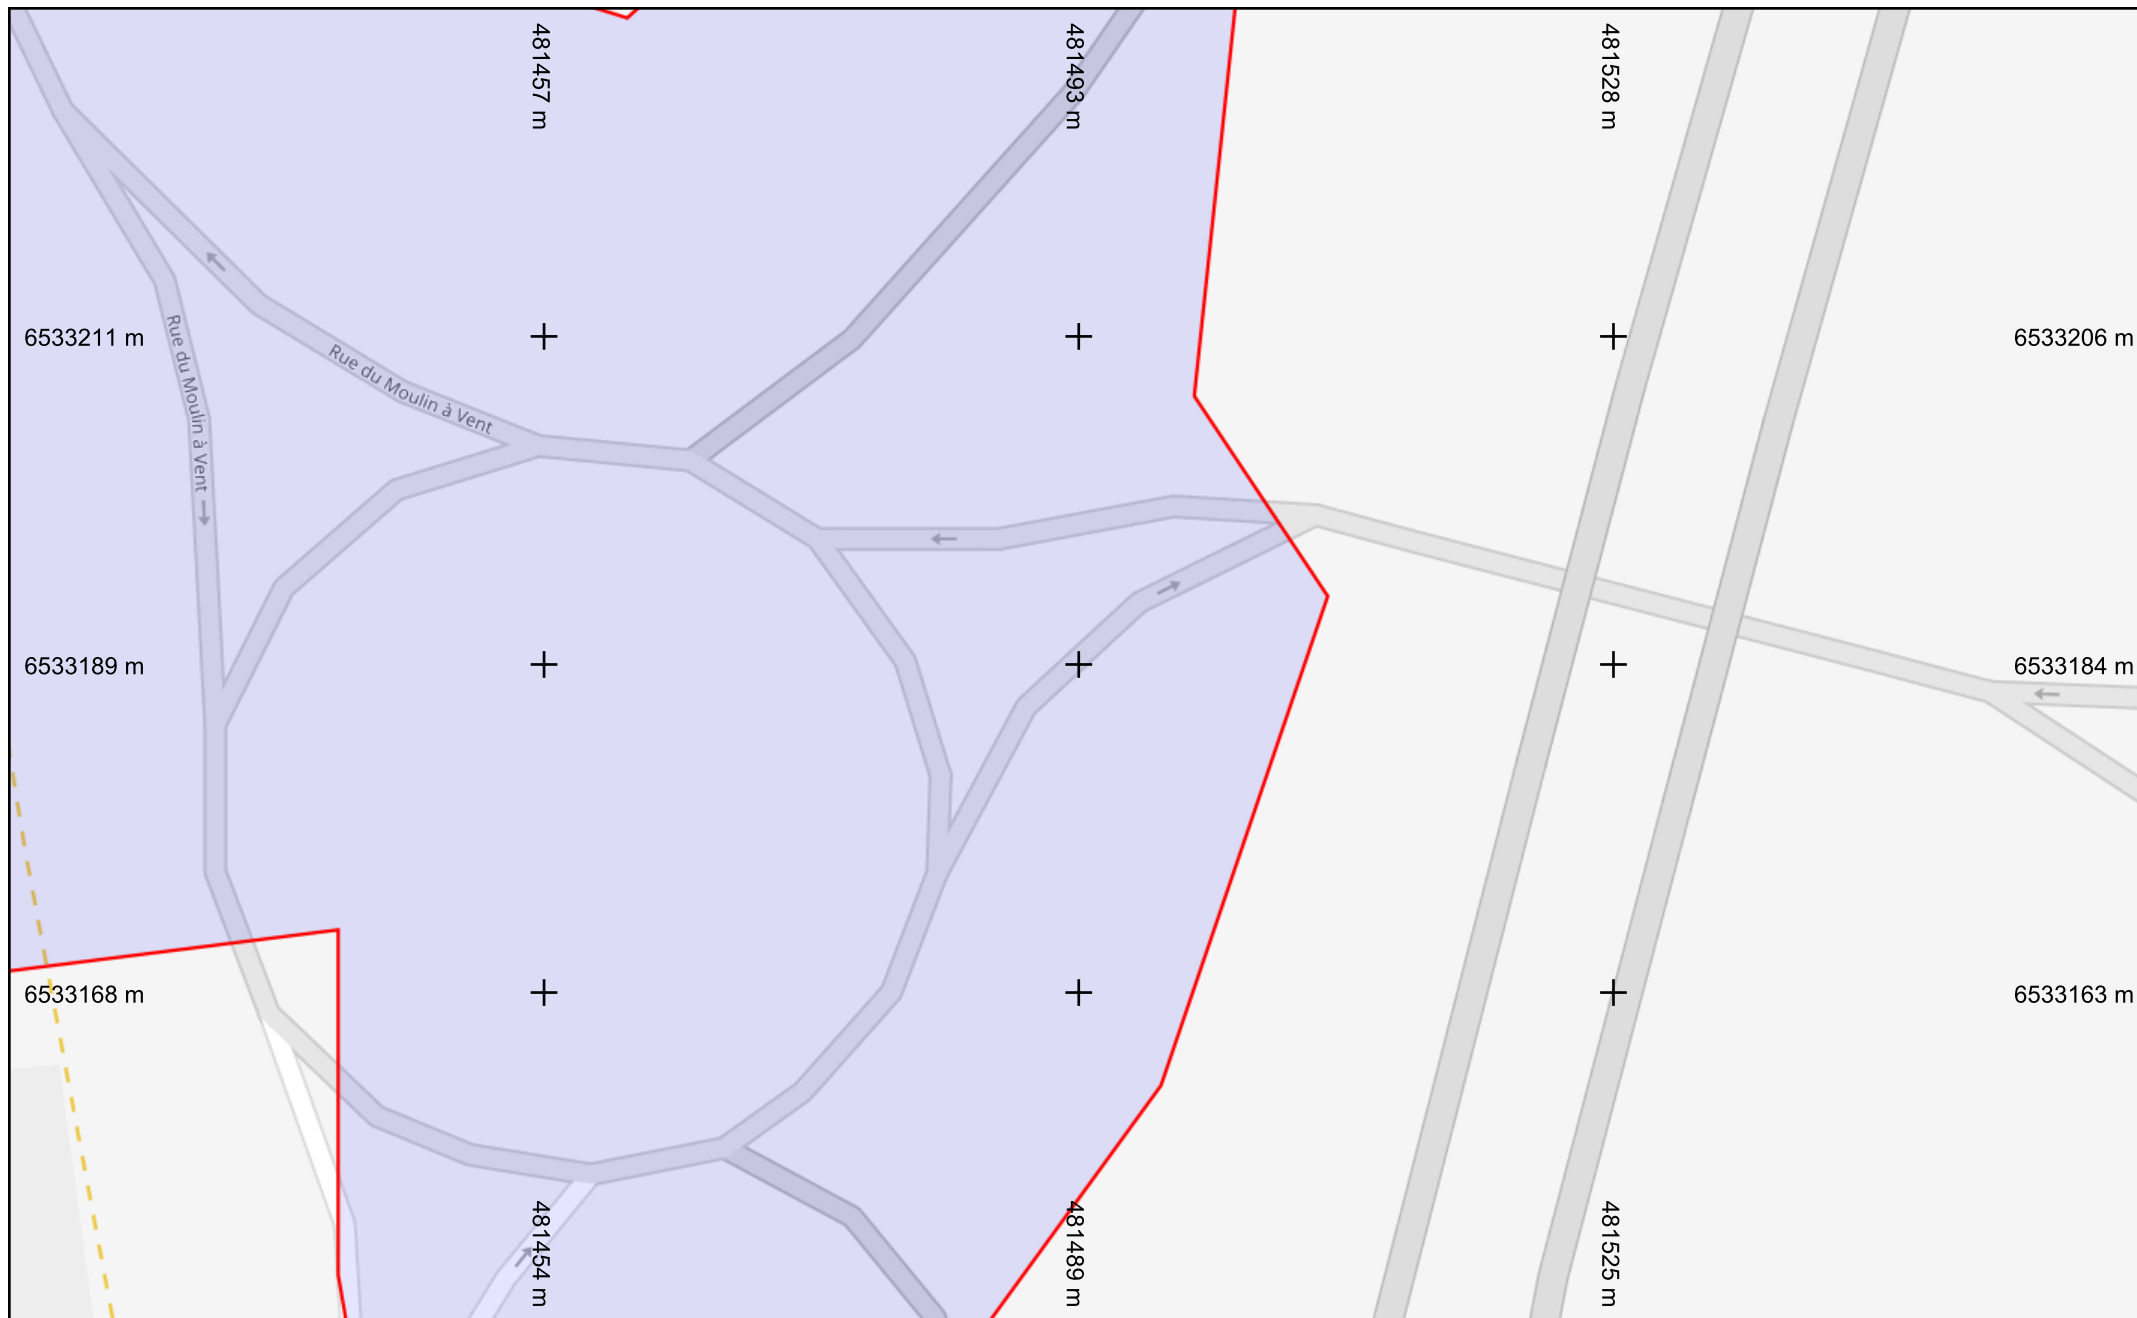 481457 m
481493 m
481528 m
6533211 m
6533206 m
Rue du Moulin à Vent
Rue du Moulin à Vent
6533189 m
6533184 m
6533168 m
6533163 m
481454 m
481489 m
481525 m